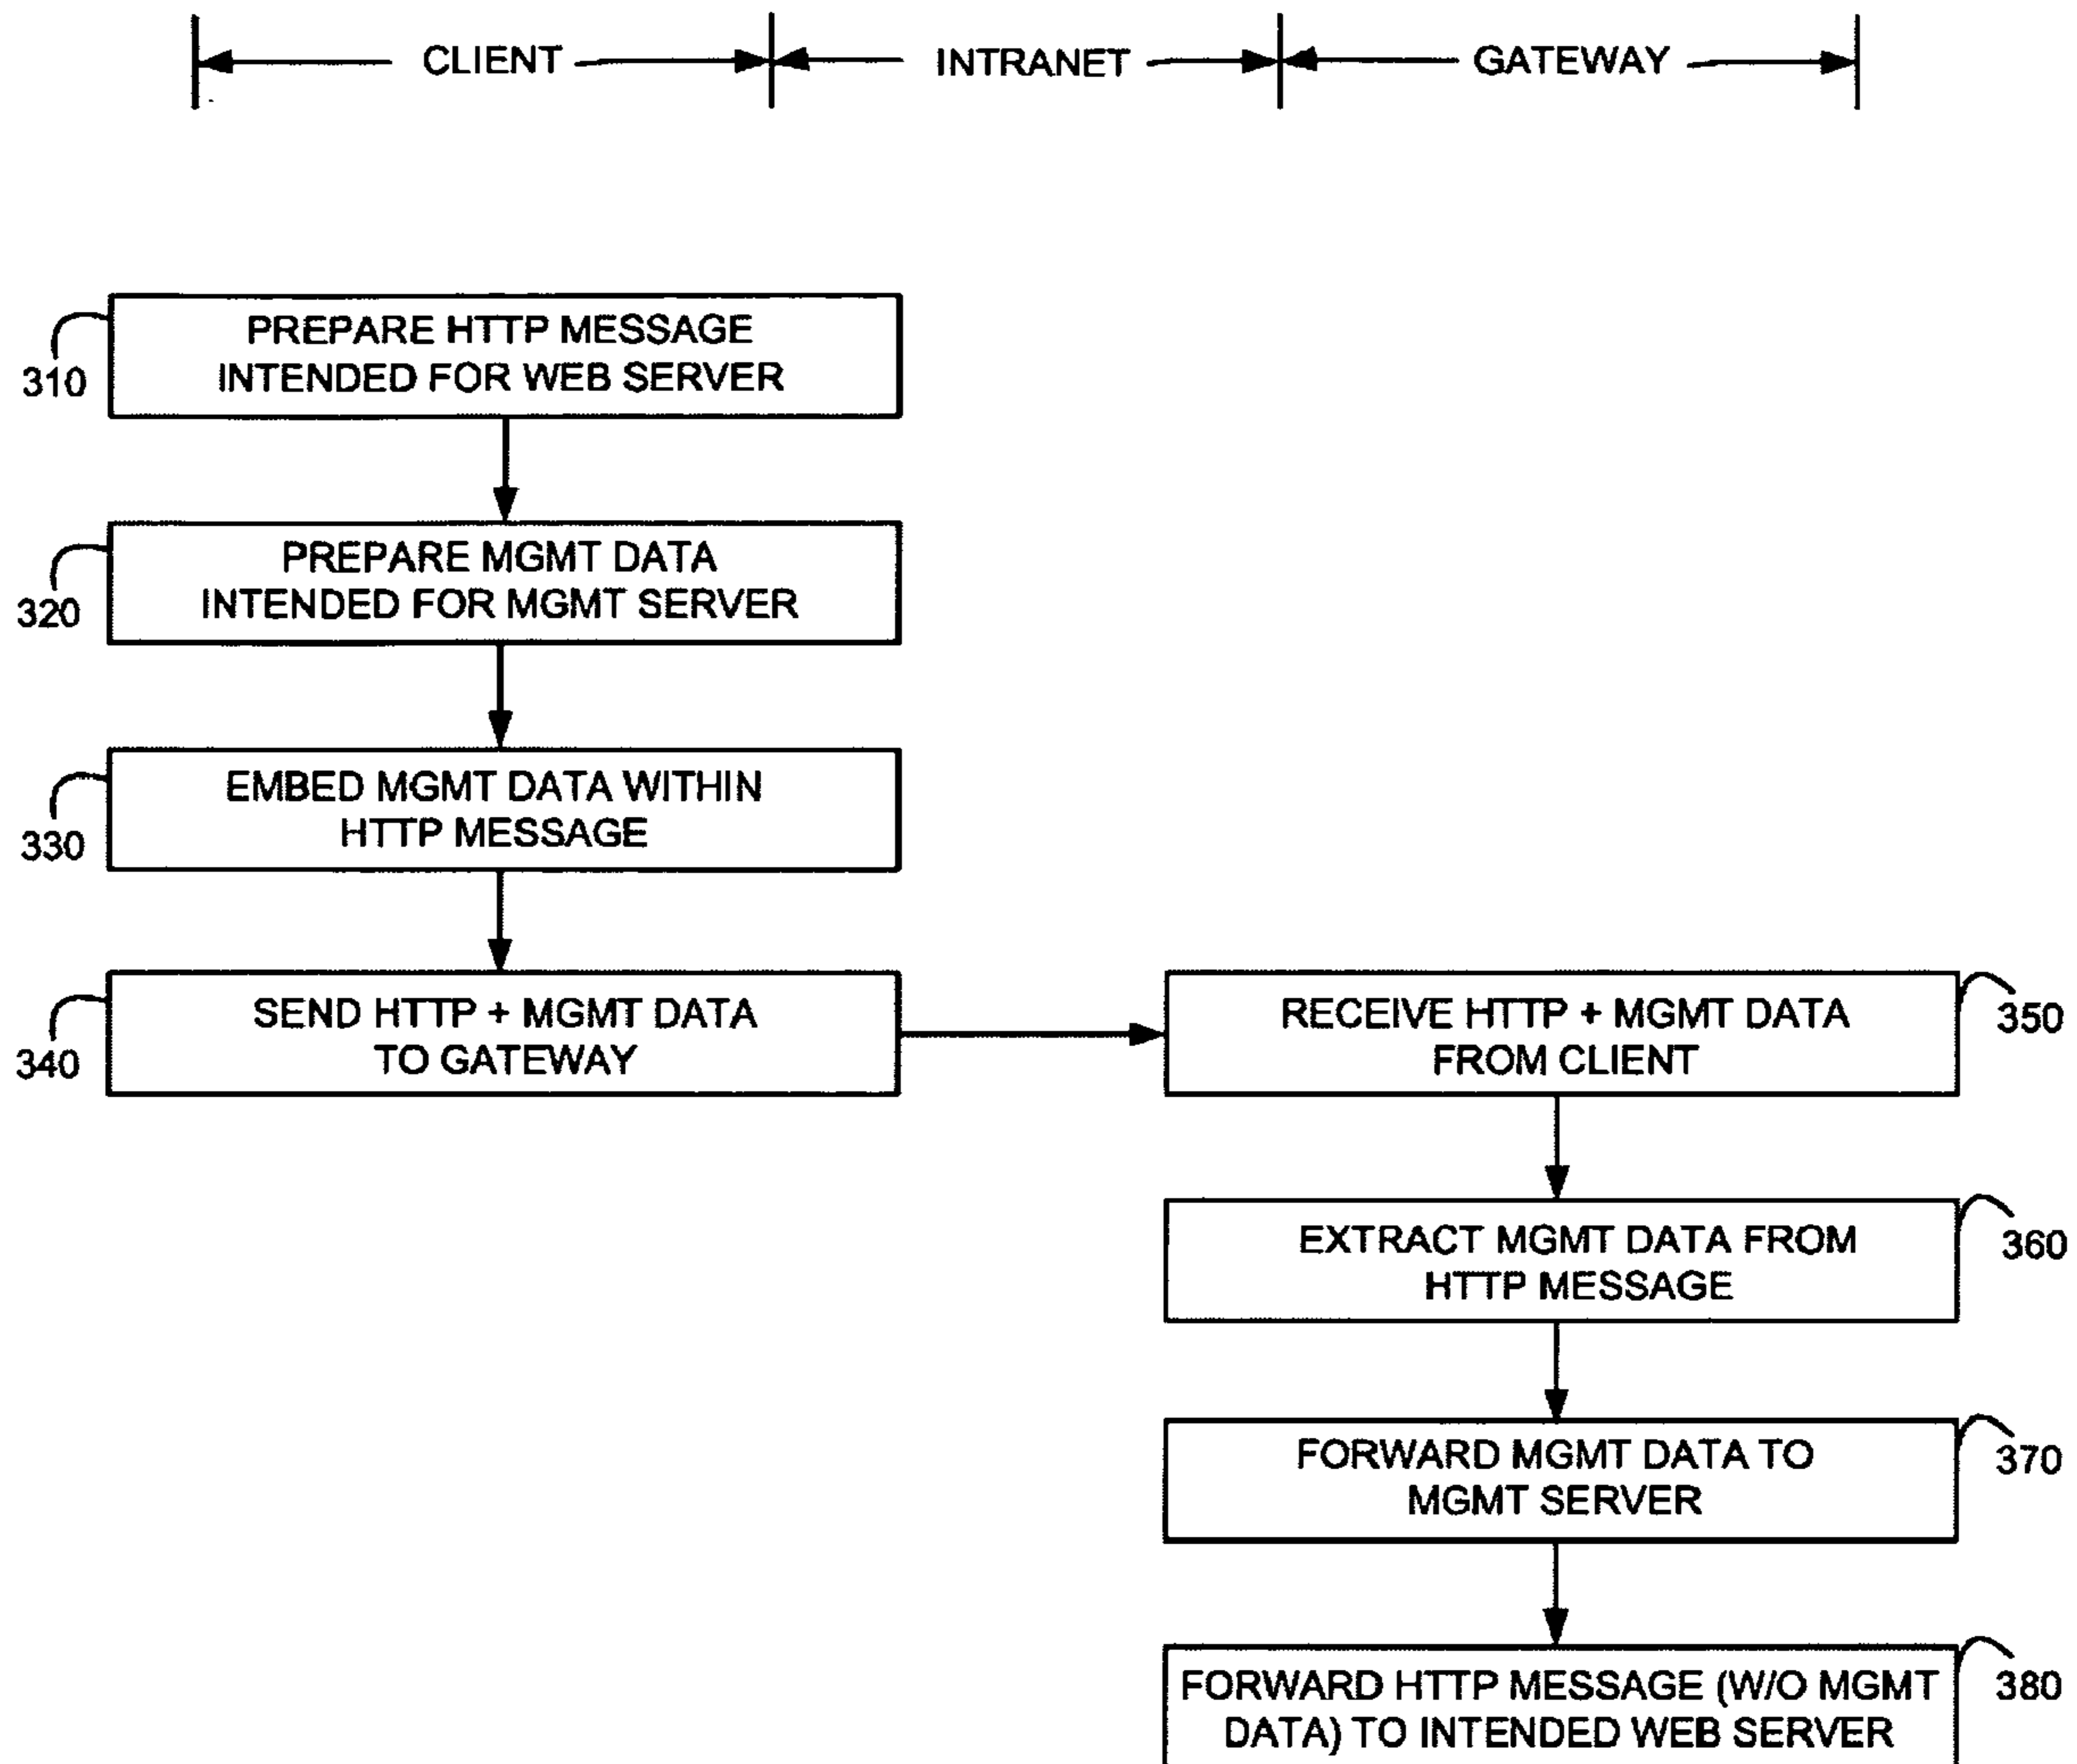 CLIENT
INTRANET
GATEWAY
PREPARE HTTP MESSAGE
INTENDED FOR WEB SERVER
310
PREPARE MGMT DATA
INTENDED FOR MGMT SERVER
320
EMBED MGMT DATA WITHIN
HTTP MESSAGE
330
SEND HTTP + MGMT DATA
TO GATEWAY
340
RECEIVE HTTP + MGMT DATA
FROM CLIENT
350
EXTRACT MGMT DATA FROM
HTTP MESSAGE
360
FORWARD MGMT DATA TO
MGMT SERVER
370
FORWARD HTTP MESSAGE (W/O MGMT
DATA) TO INTENDED WEB SERVER
380